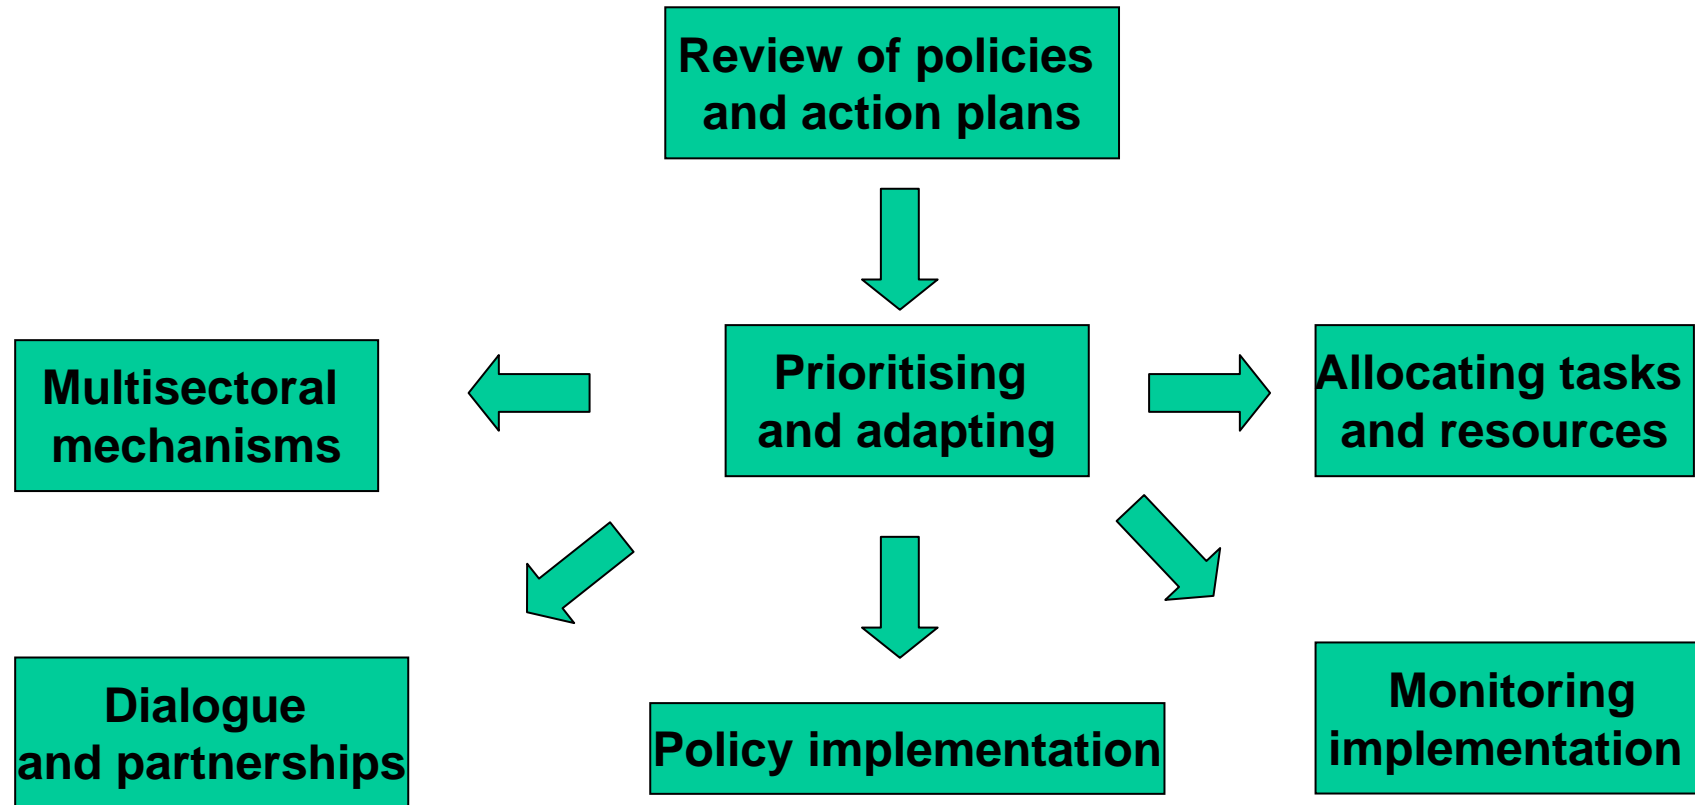 Review of policies
and action plans
Multisectoral
mechanisms
Prioritising
and adapting
Allocating tasks
and resources
Dialogue
and partnerships
Policy implementation
Monitoring
implementation